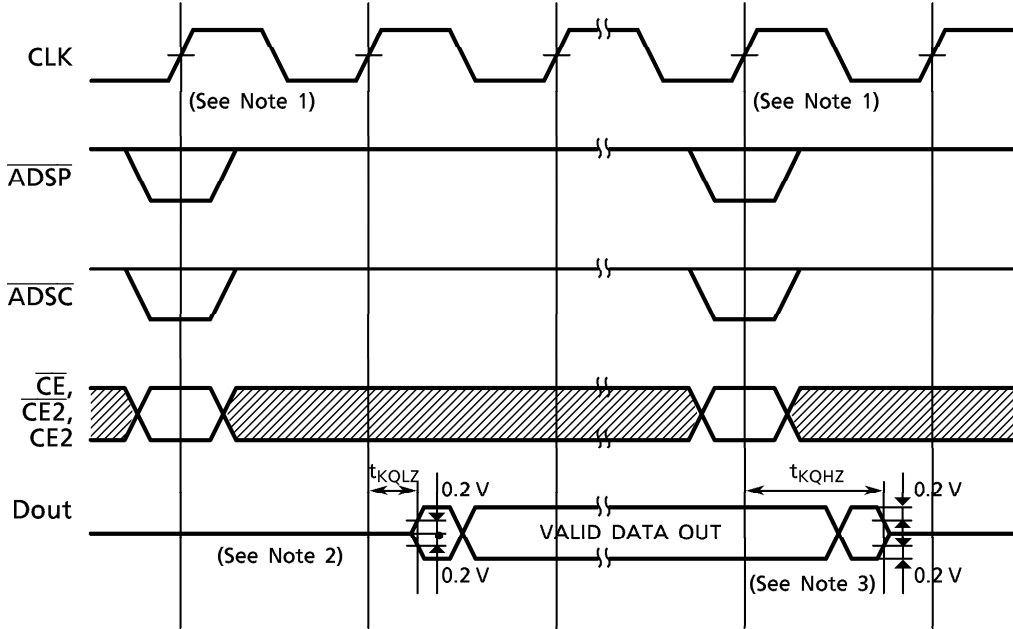 CLK
(See Note 1)
(See Note 1)
ADSP
ADSC
CE,
CE2,
CE2
tKQLZ
0.2 V
tKQHZ
0.2 V
Dout
VALID DATA OUT
(See Note 2)
0.2 V
(See Note 3)
0.2 V